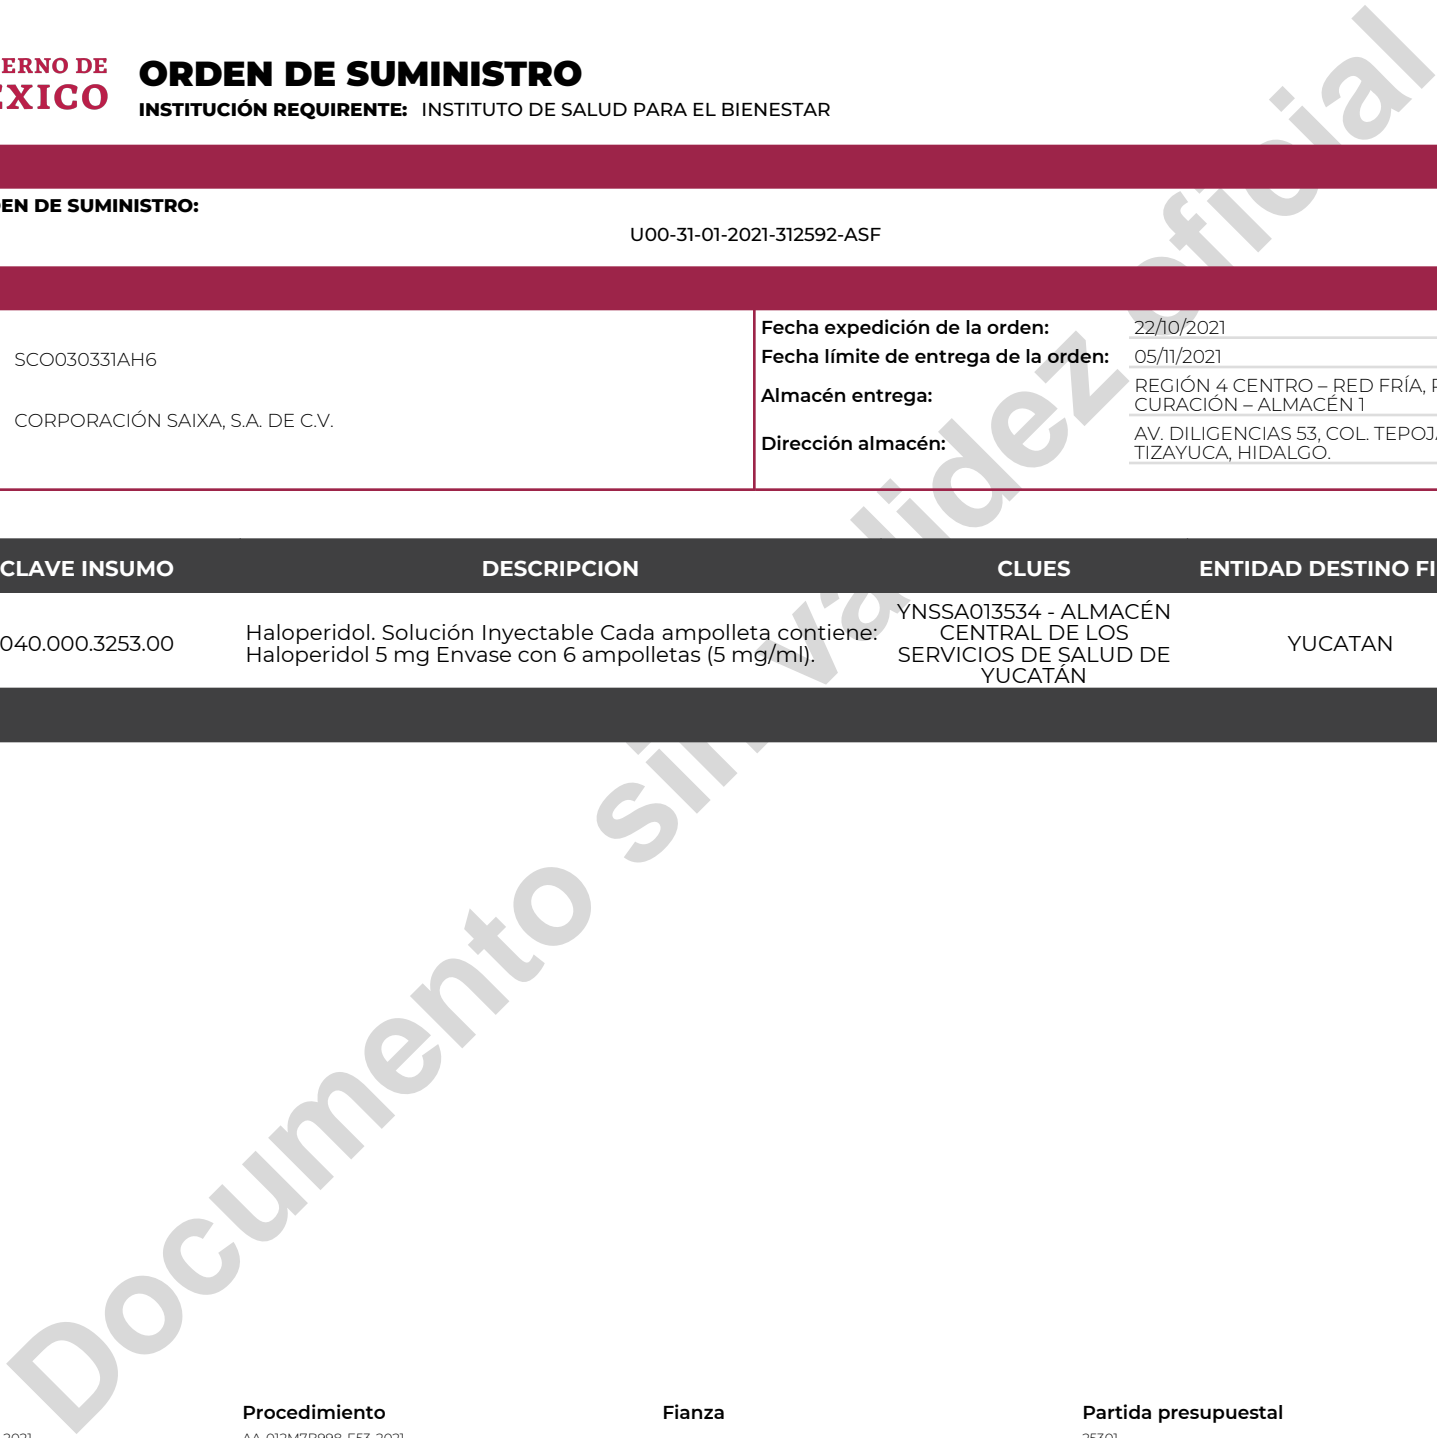 ERNO DE
ÉXICO
ORDEN DE SUMINISTRO
INSTITUCIÓN REQUIRENTE: INSTITUTO DE SALUD PARA EL BIENESTAR
EN DE SUMINISTRO:
U00-31-01-2021-312592-ASF
SCO030331AH6
CORPORACIÓN SAIXA, S.A. DE C.V.
Fecha expedición de la orden: 22/10/2021
Fecha límite de entrega de la orden: 05/11/2021
Almacén entrega: REGIÓN 4 CENTRO – RED FRÍA,
CURACIÓN – ALMACÉN 1
Dirección almacén: AV. DILIGENCIAS 53, COL. TEPOJA
TIZAYUCA, HIDALGO.
CLAVE INSUMO DESCRIPCION CLUES ENTIDAD DESTINO FI
040.000.3253.00
Haloperidol. Solución Inyectable Cada ampolleta contiene:
Haloperidol 5 mg Envase con 6 ampolletas (5 mg/ml).
YNSSA013534 - ALMACÉN
CENTRAL DE LOS
SERVICIOS DE SALUD DE
YUCATÁN
YUCATAN
Documento sin validez oficial
Procedimiento Fianza Partida presupuestal